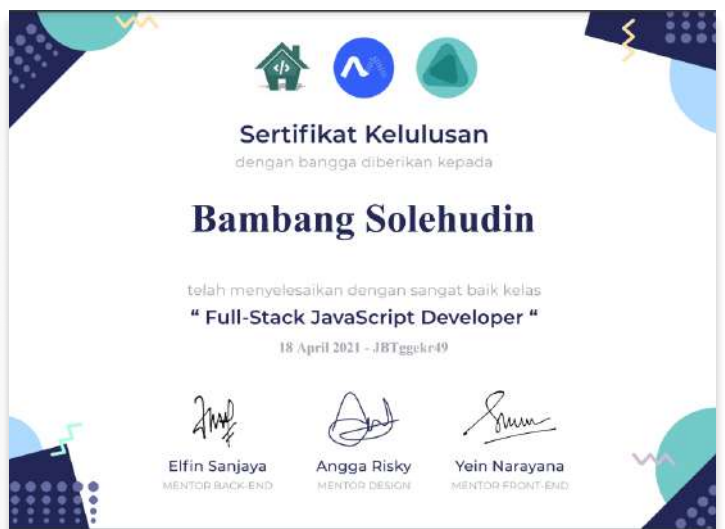 Sertifikat Kelulusan
dengan bangga diberikan kepada
Bambang Solehudin
telah menyelesaikan dengan sangat baik kelas
“ Full-Stack JavaScript Developer “
18 April 2021 - JBTggekr49
Elfin Sanjaya Angga Risky Yein Narayana
MENTOR BACK-END MENTOR DESIGN MENTOR FRONT-END